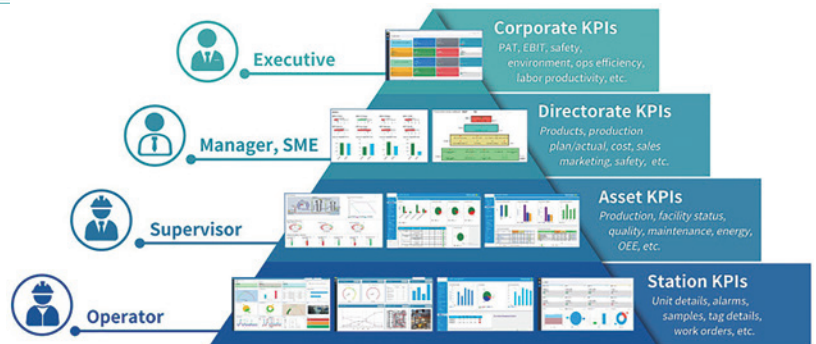 Executive
Corporate KPIs
PAT, EBIT, safety,
environment, ops efficiency,
labor productivity, etc.
Manager, SME
Directorate KPIs
Products, production
plan/actual, cost, sales
marketing, safety, etc.
Supervisor
Asset KPIs
Production, facility status,
quality, maintenance, energy,
OEE, etc.
Operator
Station KPIs
Unit details, alarms,
samples, tag details,
work orders, etc.